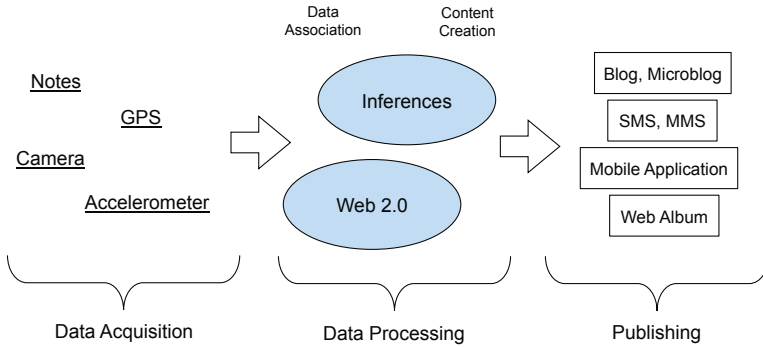 Data
Association
Content
Creation
Notes
GPS
Camera
Accelerometer
Inferences
Web 2.0
Blog, Microblog
SMS, MMS
Mobile Application
Web Album
Data Acquisition
Data Processing
Publishing